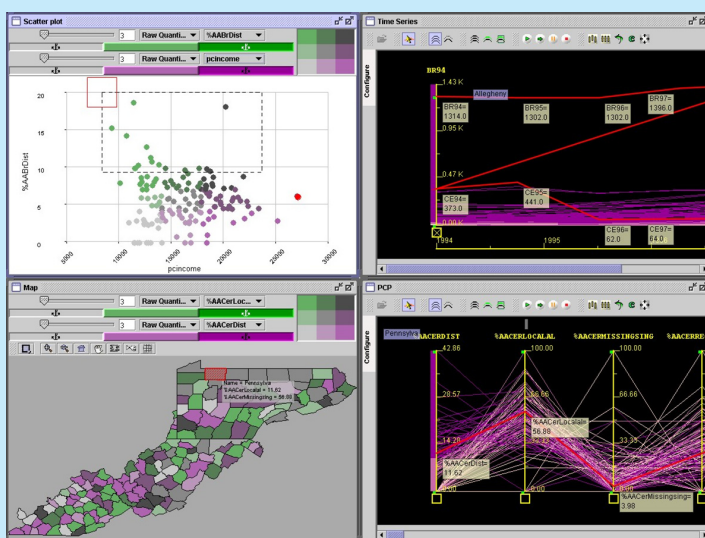 Scatter plot
3 Raw Quanti... %AABrDist
3 Raw Quanti... pcincome
20
15
10
5
0
%AABrDist
5000 10000 15000 20000 25000 30000
pcincome
Time Series
Configure
BR94
1.43 K
Allegheny
BR94=
1314.0
BR95=
1302.0
BR96=
1302.0
BR97=
1396.0
0.95 K
0.47 K
CE94=
373.0
CE95=
441.0
CE96=
62.0
CE97=
64.0
1994 1995
Map
3 Raw Quanti... %AACerLoc...
3 Raw Quanti... %AACerDist
Name = Pennsylva
%AACerLocalal = 11.62
%AACerMissingsing = 56.88
PCP
Configure
Pennsylva
AACERDIST %AACERLOCALAL %AACERMISSINGSING %AACERRE
42.86 100.00 100.00
28.57 66.66 66.66
14.28 33.33
%AACerLocalal=
56.88
%AACerDist=
11.62
0.00 0.00
%AACerMissingsing=
3.98